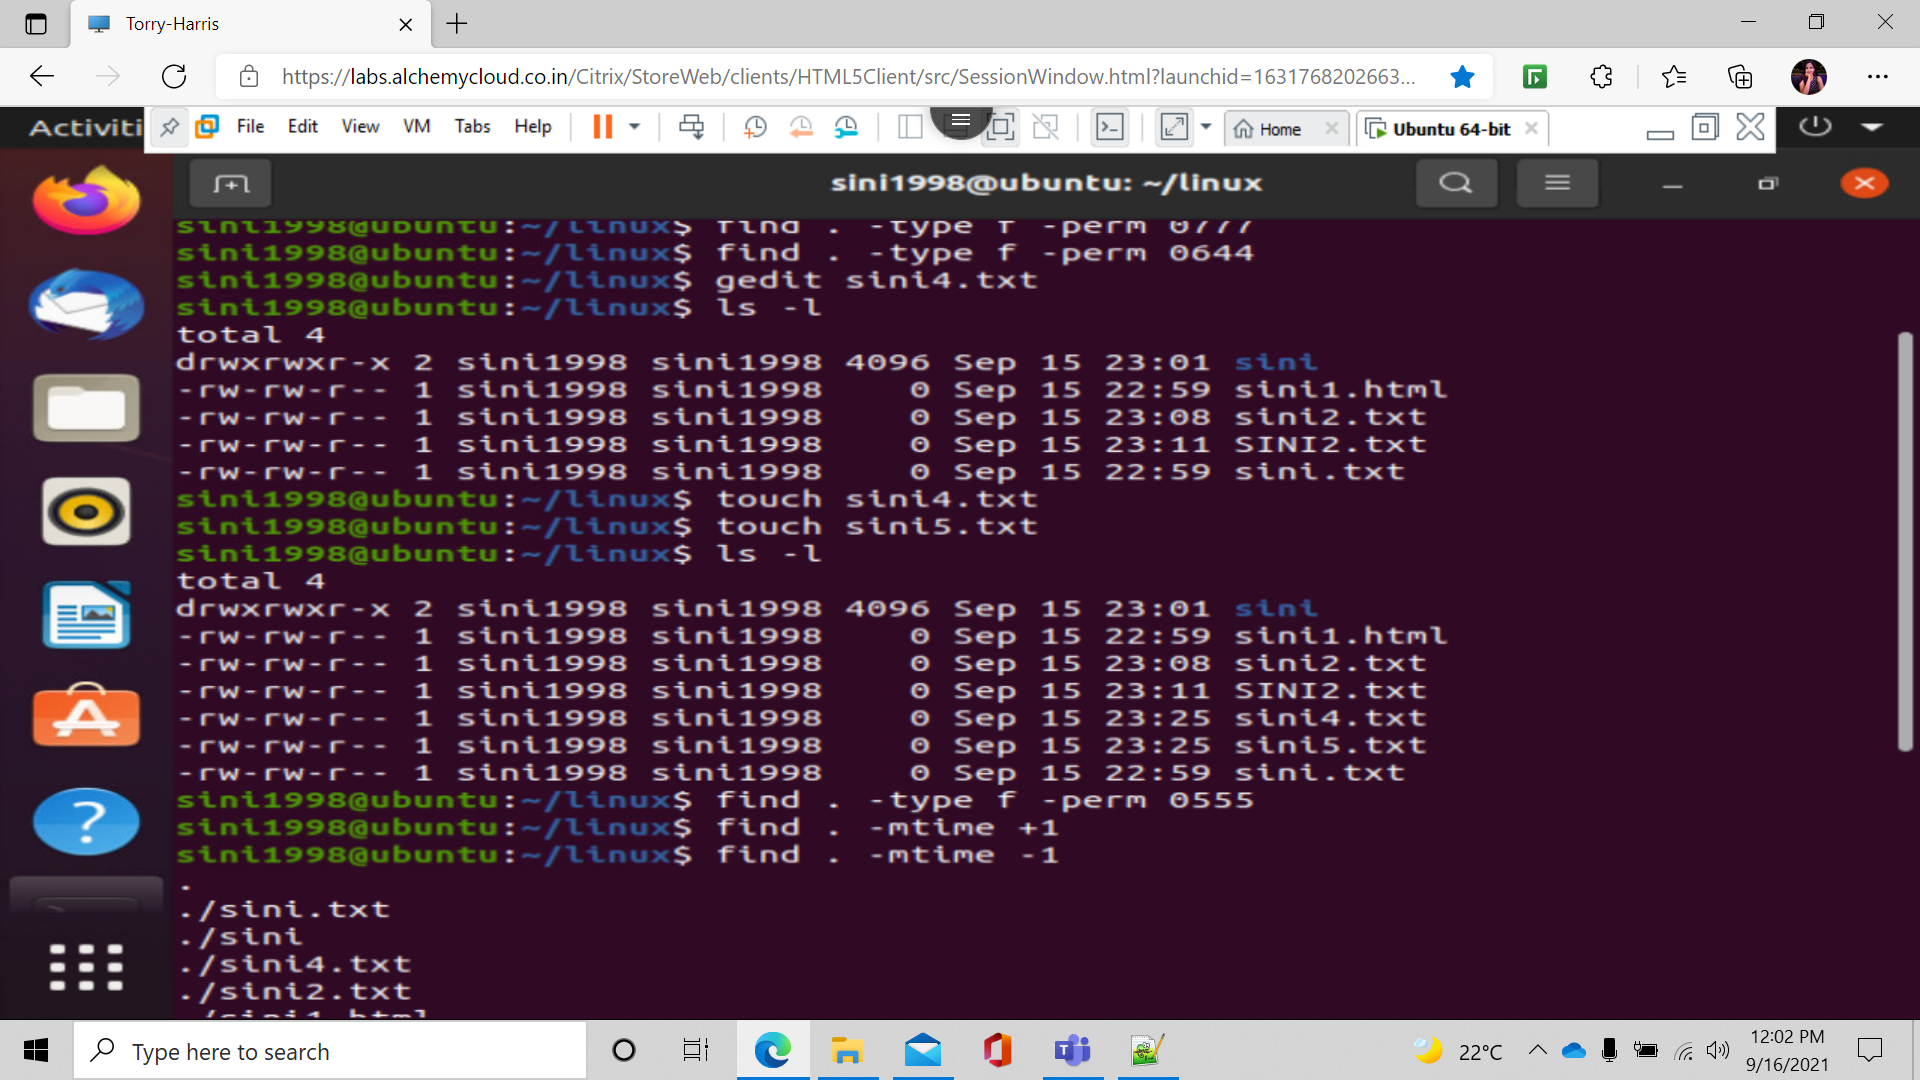 Torry-Harris
https://labs.alchemycloud.co.in/Citrix/StoreWeb/clients/HTML5Client/src/SessionWindow.html?launchid=1631768202663...
Activiti File Edit View VM Tabs Help Home Ubuntu 64-bit
sini1998@ubuntu: ~/linux
sini1998@ubuntu:~/linux$ find . -type f -perm 0777
sini1998@ubuntu:~/linux$ find . -type f -perm 0644
sini1998@ubuntu:~/linux$ gedit sini4.txt
sini1998@ubuntu:~/linux$ ls -l
total 4
drwxrwxr-x 2 sini1998 sini1998 4096 Sep 15 23:01 sini
-rw-rw-r-- 1 sini1998 sini1998    0 Sep 15 22:59 sini1.html
-rw-rw-r-- 1 sini1998 sini1998    0 Sep 15 23:08 sini2.txt
-rw-rw-r-- 1 sini1998 sini1998    0 Sep 15 23:11 SINI2.txt
-rw-rw-r-- 1 sini1998 sini1998    0 Sep 15 22:59 sini.txt
sini1998@ubuntu:~/linux$ touch sini4.txt
sini1998@ubuntu:~/linux$ touch sini5.txt
sini1998@ubuntu:~/linux$ ls -l
total 4
drwxrwxr-x 2 sini1998 sini1998 4096 Sep 15 23:01 sini
-rw-rw-r-- 1 sini1998 sini1998    0 Sep 15 22:59 sini1.html
-rw-rw-r-- 1 sini1998 sini1998    0 Sep 15 23:08 sini2.txt
-rw-rw-r-- 1 sini1998 sini1998    0 Sep 15 23:11 SINI2.txt
-rw-rw-r-- 1 sini1998 sini1998    0 Sep 15 23:25 sini4.txt
-rw-rw-r-- 1 sini1998 sini1998    0 Sep 15 23:25 sini5.txt
-rw-rw-r-- 1 sini1998 sini1998    0 Sep 15 22:59 sini.txt
sini1998@ubuntu:~/linux$ find . -type f -perm 0555
sini1998@ubuntu:~/linux$ find . -mtime +1
sini1998@ubuntu:~/linux$ find . -mtime -1
.
./sini.txt
./sini
./sini4.txt
./sini2.txt
./sini1.html
Type here to search
22°C
12:02 PM
9/16/2021